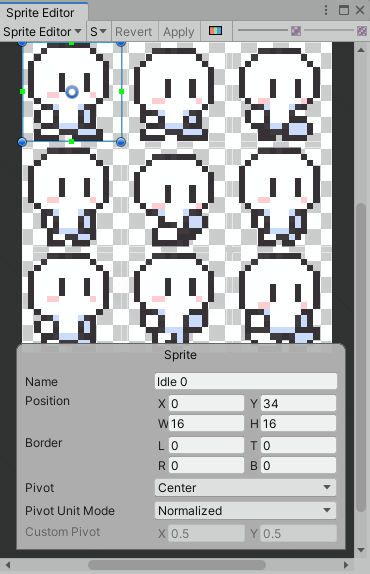 Sprite Editor
Sprite Editor S Revert Apply
Sprite
Name Idle 0
Position X 0 Y 34
W 16 H 16
Border L 0 T 0
R 0 B 0
Pivot Center
Pivot Unit Mode Normalized
Custom Pivot X 0.5 Y 0.5